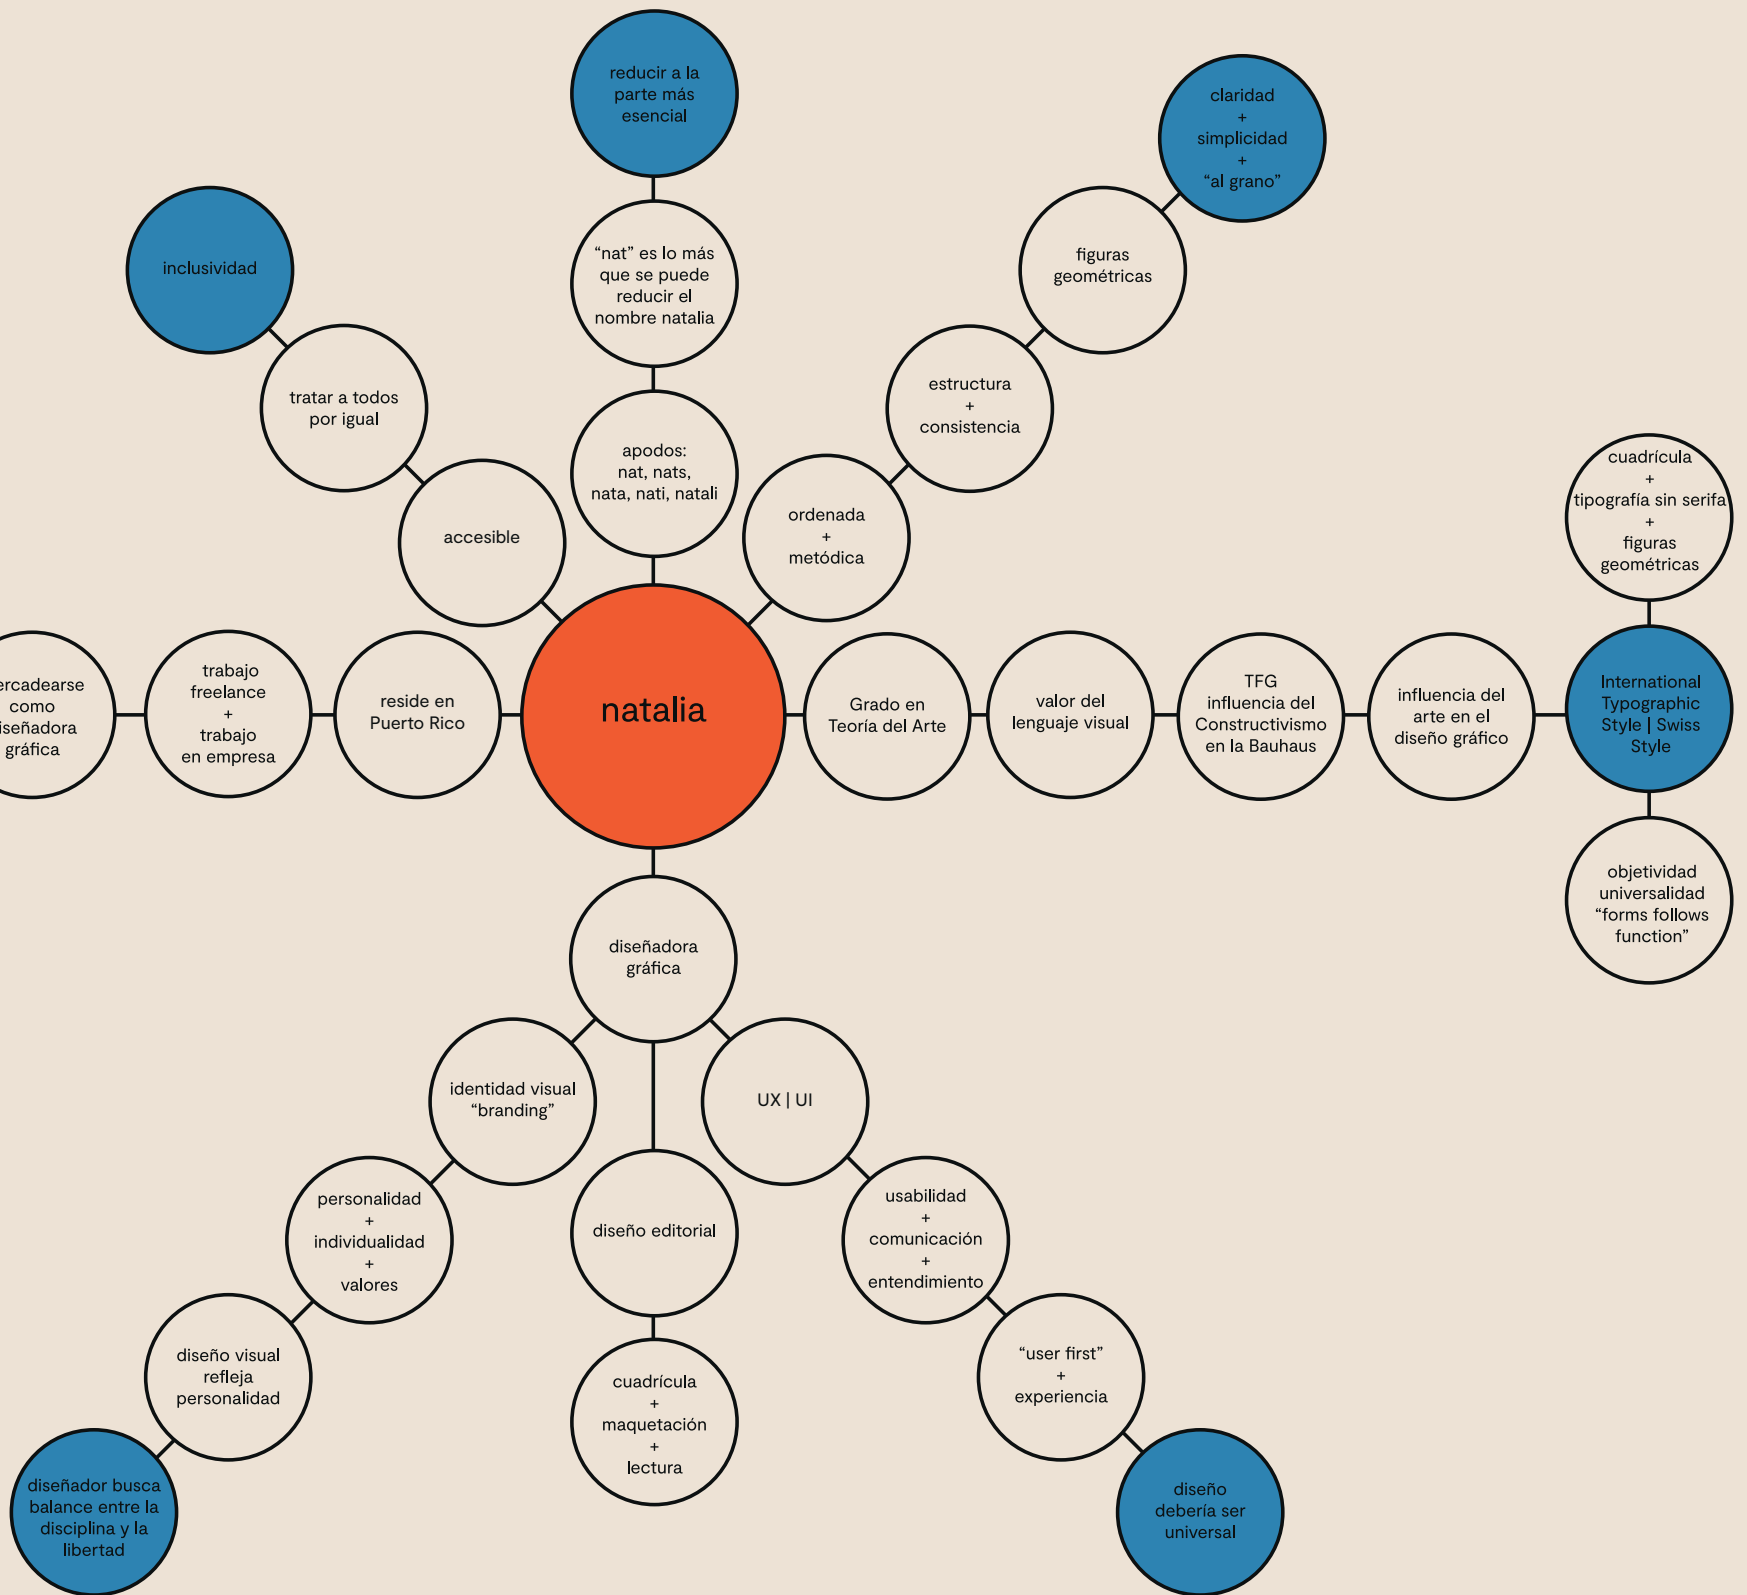 reducir a la
parte más
esencial
claridad
+
simplicidad
+
“al grano”
inclusividad
“nat” es lo más
que se puede
reducir el
nombre natalia
figuras
geométricas
tratar a todos
por igual
estructura
+
consistencia
apodos:
nat, nats,
nata, nati, natali
accesible
ordenada
+
metódica
cuadrícula
+
tipografía sin serifa
+
figuras
geométricas
como
gráfica
trabajo
freelance
+
trabajo
en empresa
reside en
Puerto Rico
natalia
Grado en
Teoría del Arte
valor del
lenguaje visual
TFG
influencia del
Constructivismo
en la Bauhaus
influencia del
arte en el
diseño gráfico
International
Typographic
Style | Swiss
Style
objetividad
universalidad
“forms follows
function”
diseñadora
gráfica
identidad visual
“branding”
UX | UI
personalidad
+
individualidad
+
valores
diseño editorial
usabilidad
+
comunicación
+
entendimiento
diseño visual
refleja
personalidad
cuadrícula
+
maquetación
+
lectura
“user first”
+
experiencia
diseñador busca
balance entre la
disciplina y la
libertad
diseño
debería ser
universal